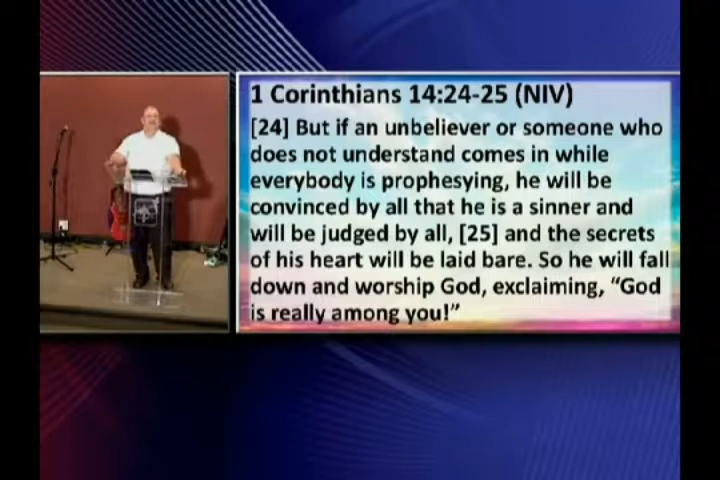 1 Corinthians 14:24-25 (NIV)
[24] But if an unbeliever or someone who
does not understand comes in while
everybody is prophesying, he will be
convinced by all that he is a sinner and
will be judged by all, [25] and the secrets
of his heart will be laid bare. So he will fall
down and worship God, exclaiming, “God
is really among you!”